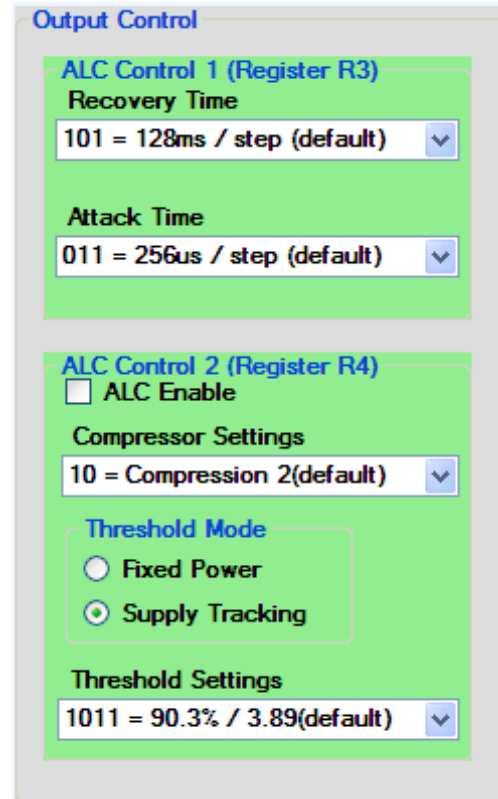 Output Control
ALC Control 1 (Register R3)
Recovery Time
101 = 128ms / step (default)
Attack Time
011 = 256us / step (default)
ALC Control 2 (Register R4)
ALC Enable
Compressor Settings
10 = Compression 2(default)
Threshold Mode
Fixed Power
Supply Tracking
Threshold Settings
1011 = 90.3% / 3.89(default)